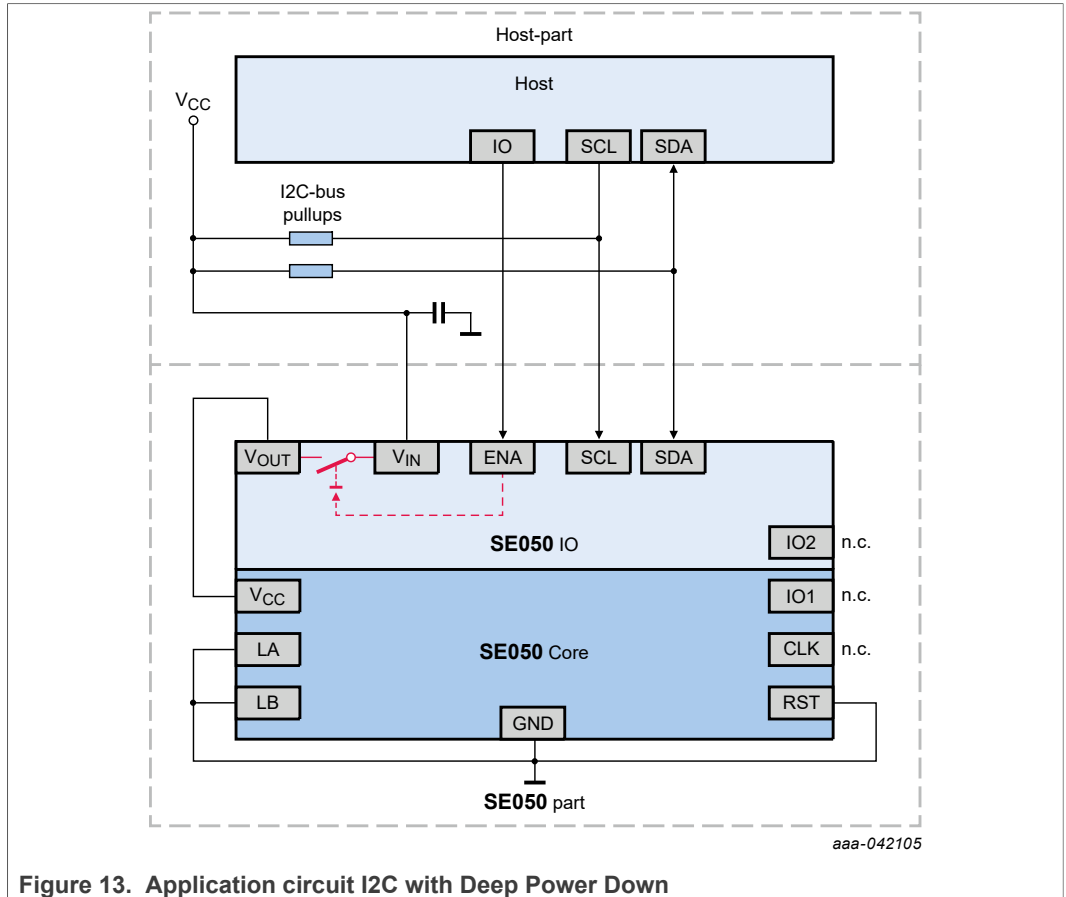 Host-part
Host
VCC
IO
SCL
SDA
I2C-bus
pullups
VOUT
VIN
ENA
SCL
SDA
SE050 IO
IO2
n.c.
VCC
IO1
n.c.
LA
SE050 Core
CLK
n.c.
LB
RST
GND
SE050 part
aaa-042105
Figure 13. Application circuit I2C with Deep Power Down